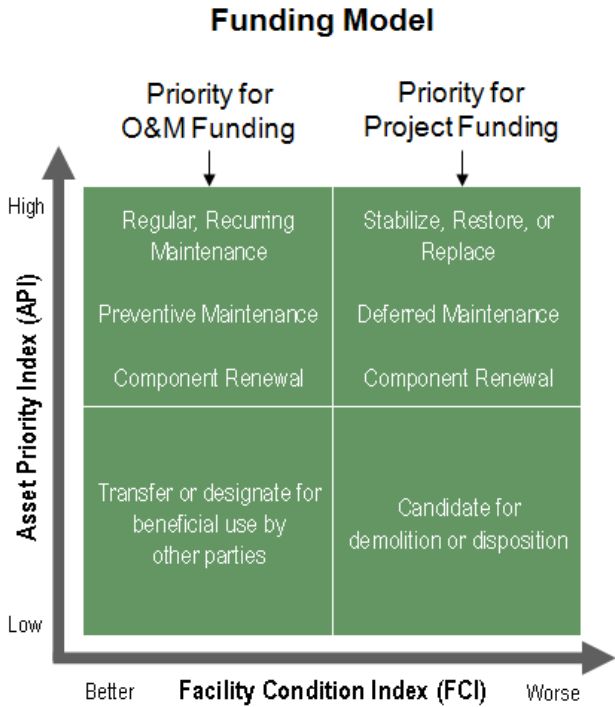 Funding Model
Priority for
O&M Funding
Priority for
Project Funding
High
Regular, Recurring
Maintenance
Preventive Maintenance
Component Renewal
Stabilize, Restore, or
Replace
Deferred Maintenance
Component Renewal
Asset Priority Index (API)
Transfer or designate for
beneficial use by
other parties
Candidate for
demolition or disposition
Low
Better
Facility Condition Index (FCI)
Worse